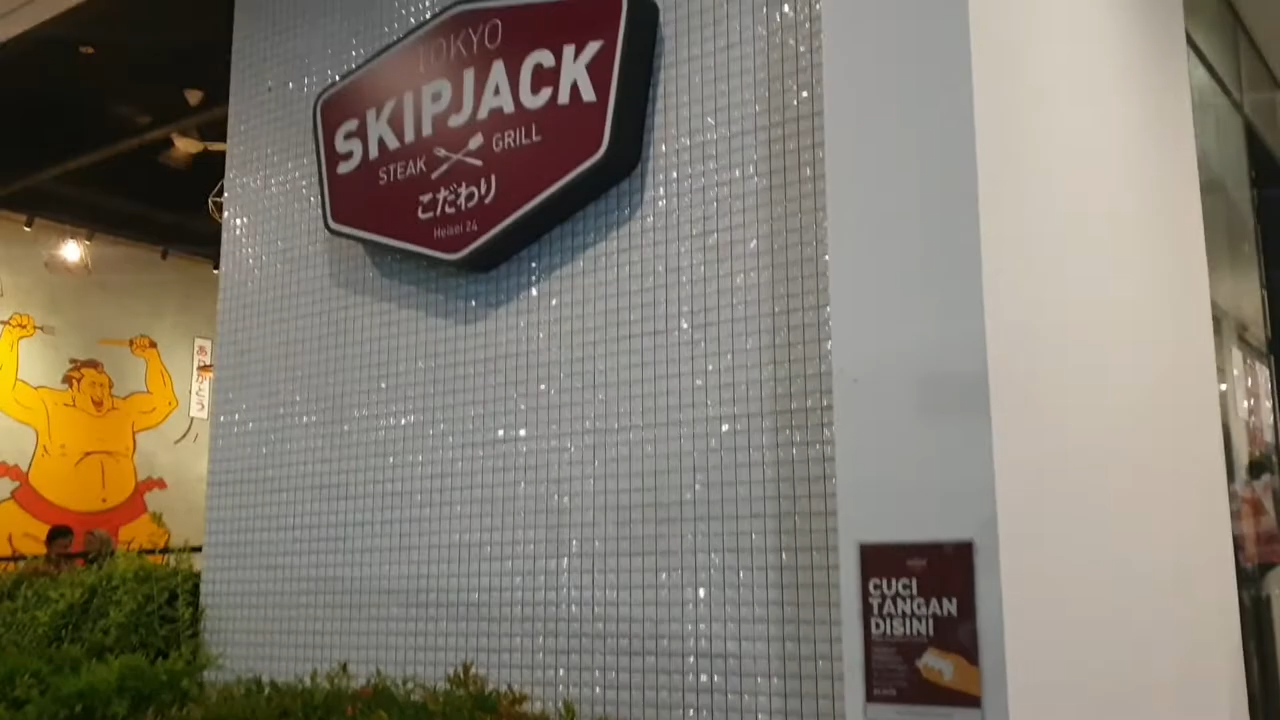 TOKYO
SKIPJACK
STEAK GRILL
こだわり
Heisei 24
ありがとう
CUCI
TANGAN
DISINI